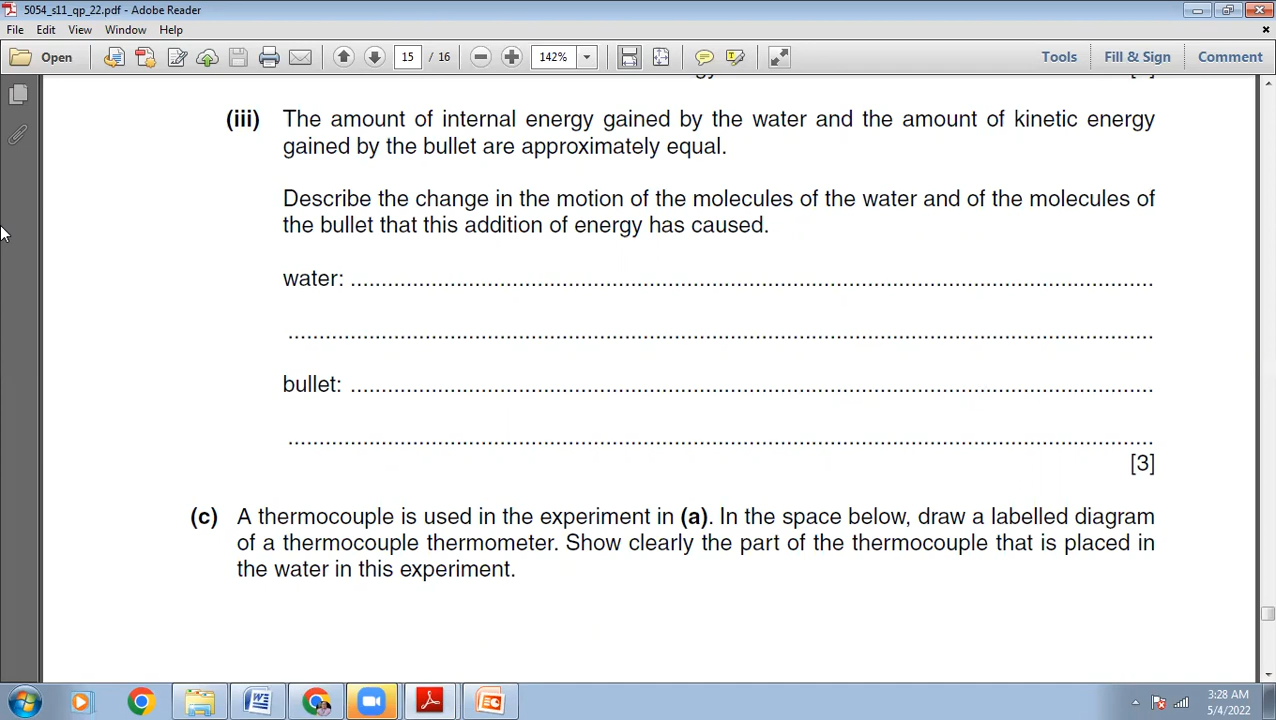 5054_s11_qp_22.pdf - Adobe Reader
File Edit View Window Help
Open 15 / 16 142% Tools Fill & Sign Comment
(iii) The amount of internal energy gained by the water and the amount of kinetic energy
gained by the bullet are approximately equal.
Describe the change in the motion of the molecules of the water and of the molecules of
the bullet that this addition of energy has caused.
water: ..........................................................................................................................
..........................................................................................................................
bullet: ..........................................................................................................................
..........................................................................................................................
[3]
(c) A thermocouple is used in the experiment in (a). In the space below, draw a labelled diagram
of a thermocouple thermometer. Show clearly the part of the thermocouple that is placed in
the water in this experiment.
3:28 AM
5/4/2022